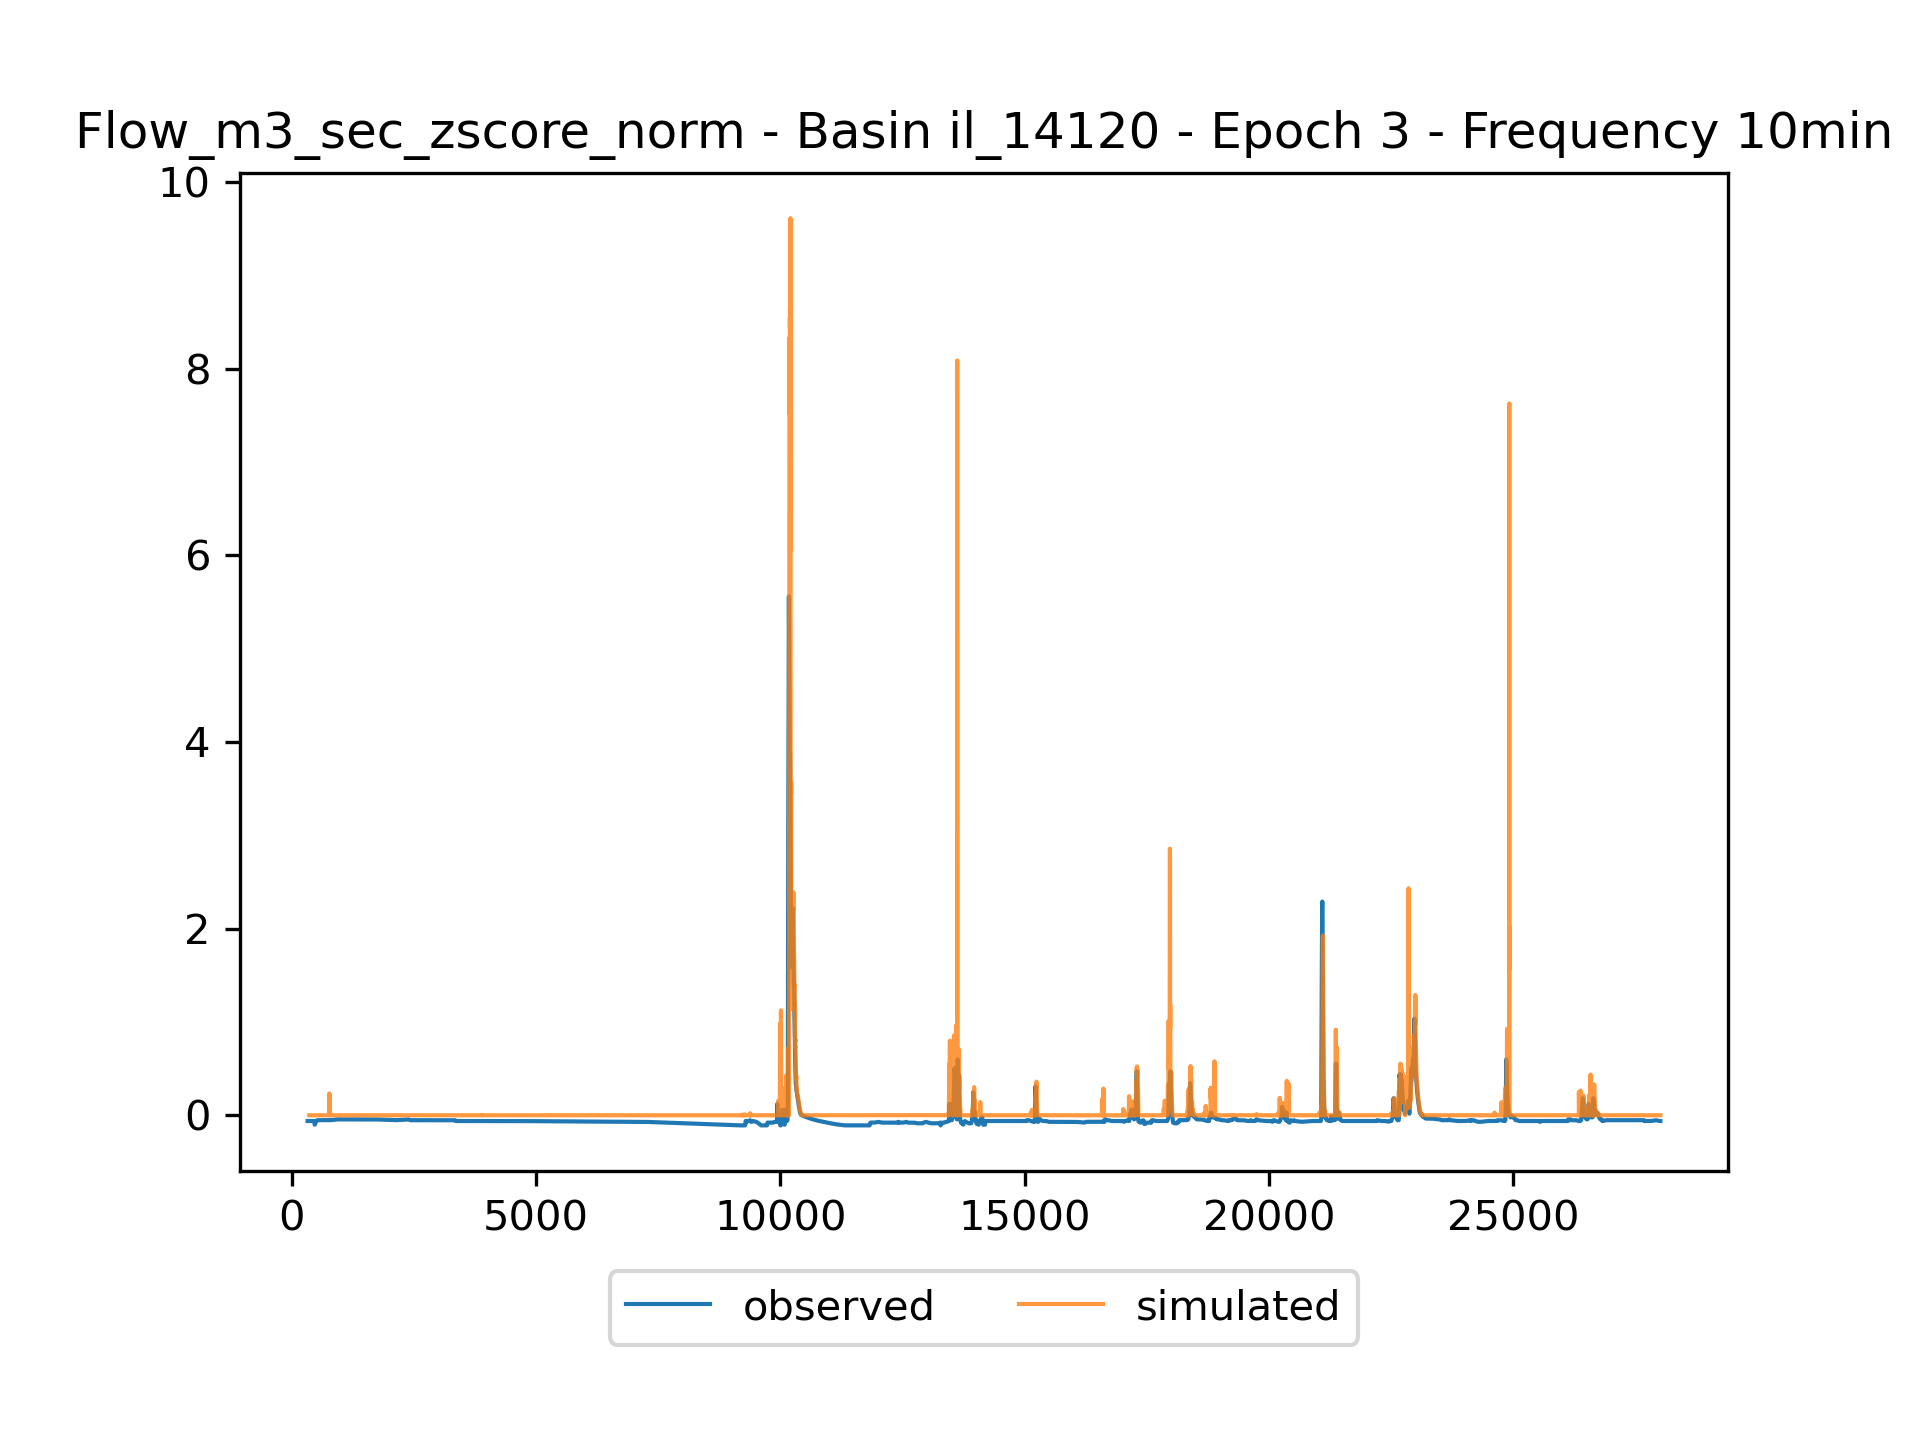 Flow_m3_sec_zscore_norm - Basin il_14120 - Epoch 3 - Frequency 10min
10
8
6
4
2
0
0 5000 10000 15000 20000 25000
observed simulated